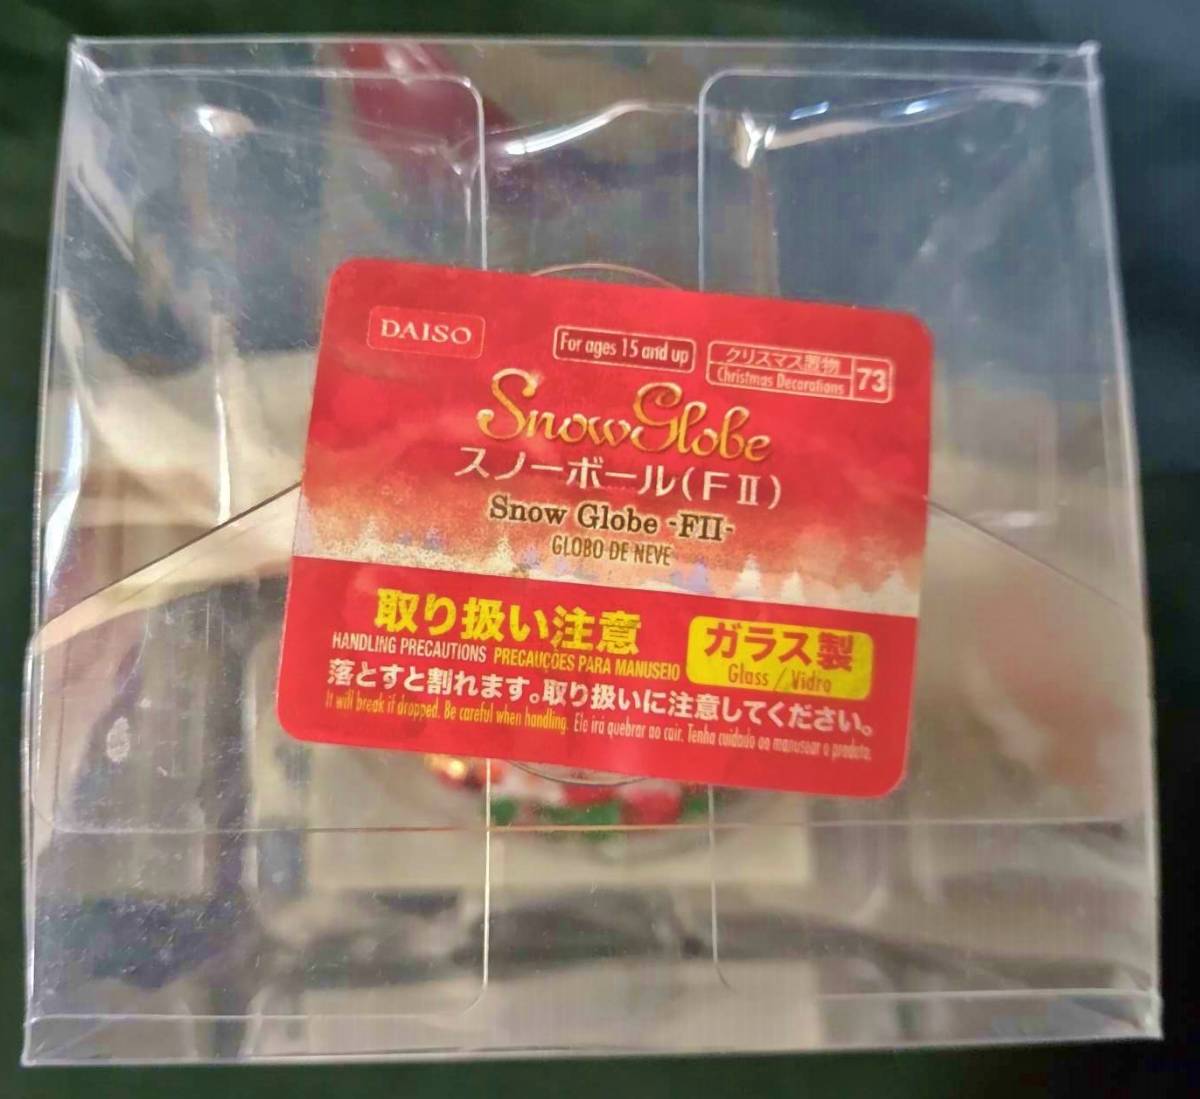 DAISO
For ages 15 and up
クリスマス置物
Christmas Decorations
73
Snow Globe
スノーボール(FⅡ)
Snow Globe -FII-
GLOBO DE NEVE
取り扱い注意
HANDLING PRECAUTIONS PRECAUÇÕES PARA MANUSEIO
ガラス製
Glass / Vidro
落とすと割れます。取り扱いに注意してください。
It will break if dropped. Be careful when handling. Ele irá quebrar ao cair. Tenha cuidado ao manusear o produto.